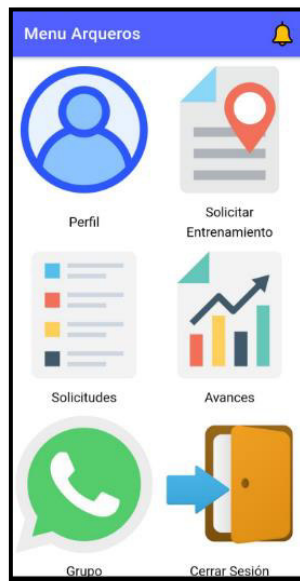 Menu Arqueros
Perfil
Solicitar
Entrenamiento
Solicitudes
Avances
Grupo
Cerrar Sesión